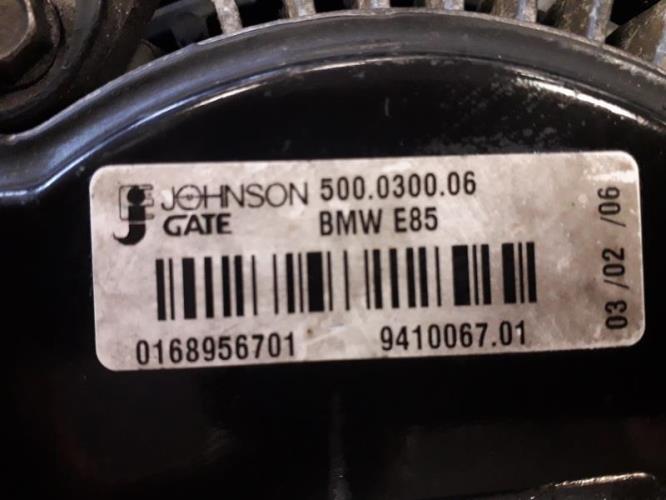 JOHNSON 500.0300.06
GATE BMW E85
0168956701 9410067.01
03 /02 /06